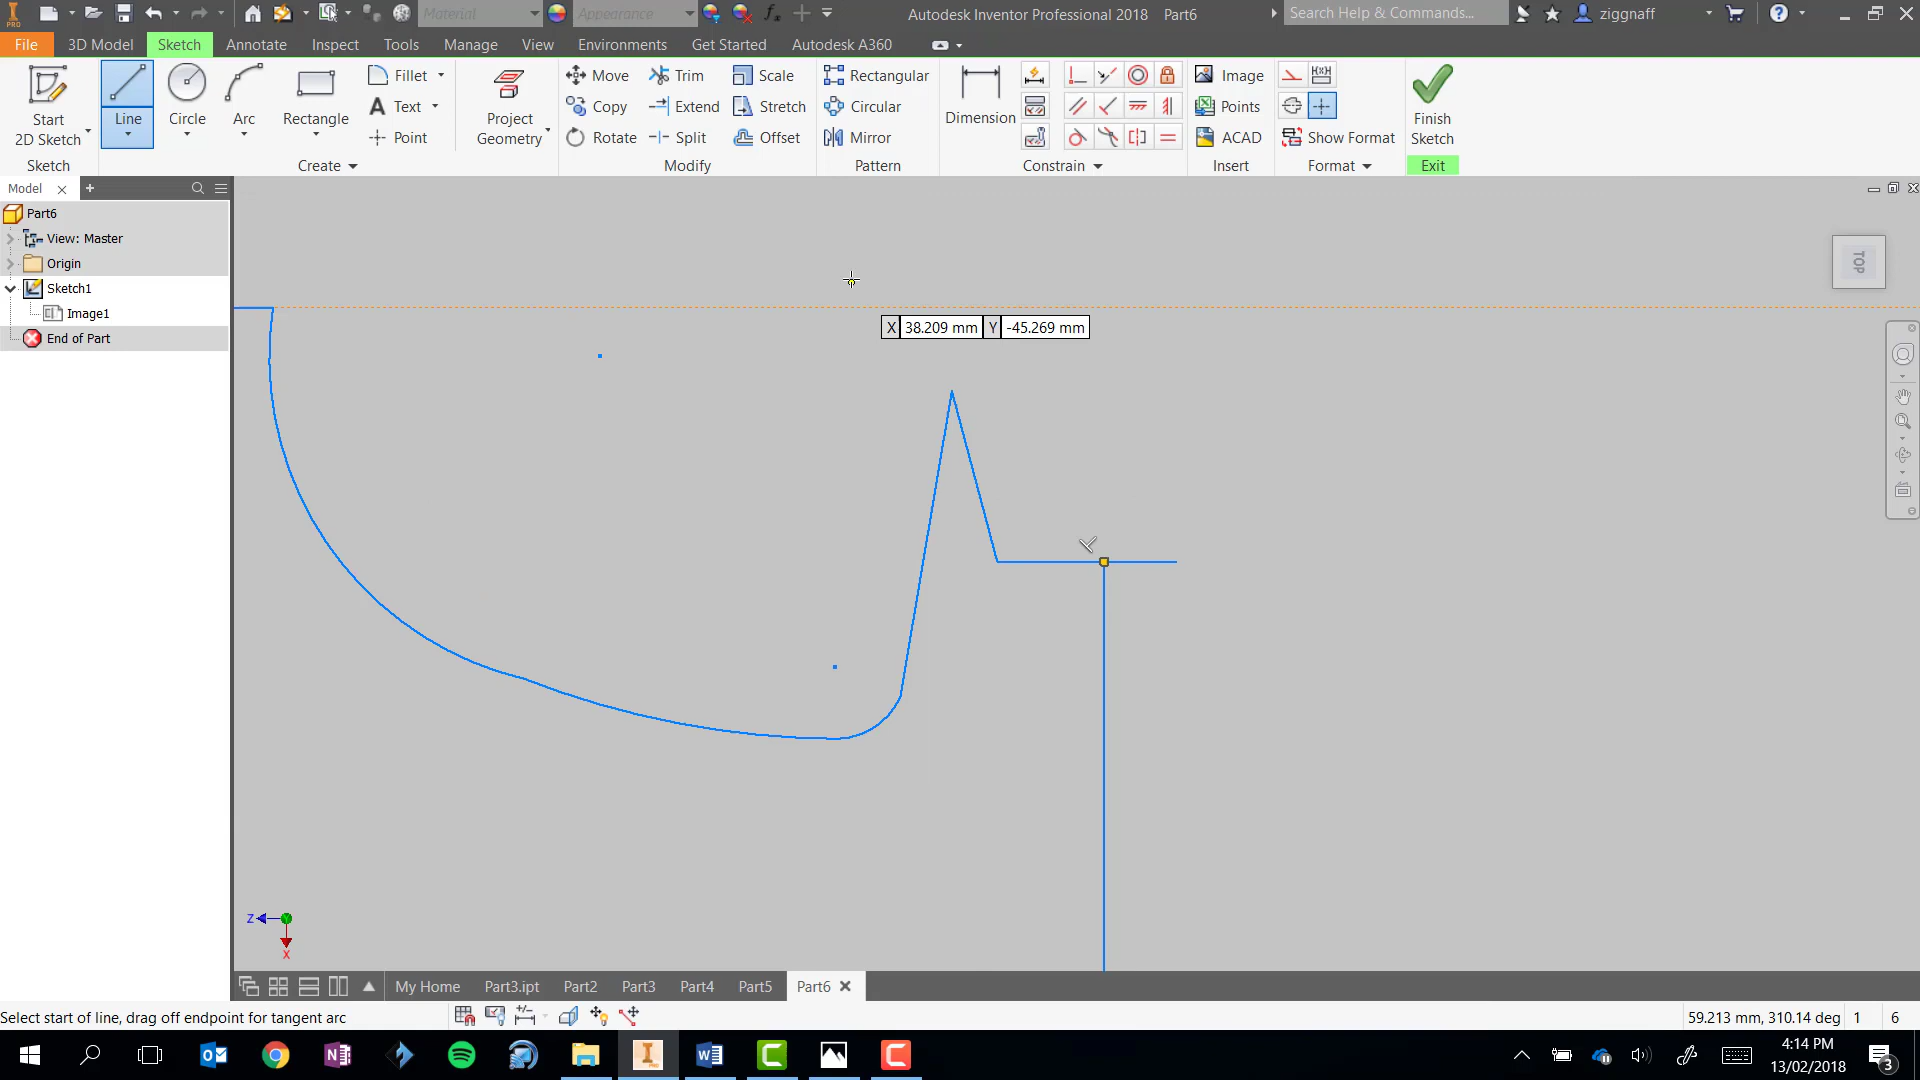 PRO
Material
Appearance
Autodesk Inventor Professional 2018 Part6
Search Help & Commands...
ziggnaff
File 3D Model Sketch Annotate Inspect Tools Manage View Environments Get Started Autodesk A360
Start
2D Sketch
Line
Circle
Arc
Rectangle
Fillet
Text
Point
Project
Geometry
Move
Copy
Rotate
Trim
Extend
Split
Scale
Stretch
Offset
Rectangular
Circular
Mirror
Dimension
Image
Points
ACAD
Show Format
Finish
Sketch
Sketch Create Modify Pattern Constrain Insert Format Exit
Model
Part6
View: Master
Origin
Sketch1
Image1
End of Part
TOP
X 38.209 mm Y -45.269 mm
Z
Y
X
My Home Part3.ipt Part2 Part3 Part4 Part5 Part6
Select start of line, drag off endpoint for tangent arc
59.213 mm, 310.14 deg 1 6
4:14 PM
13/02/2018
3